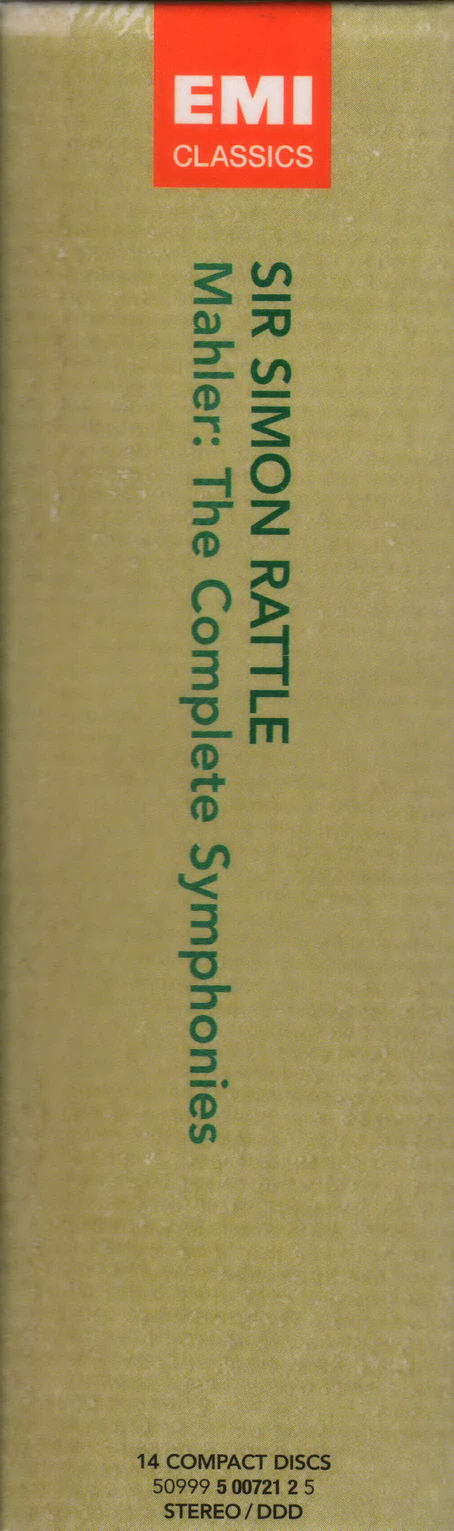 EMI
CLASSICS
SIR SIMON RATTLE
Mahler: The Complete Symphonies
14 COMPACT DISCS
50999 5 00721 2 5
STEREO / DDD